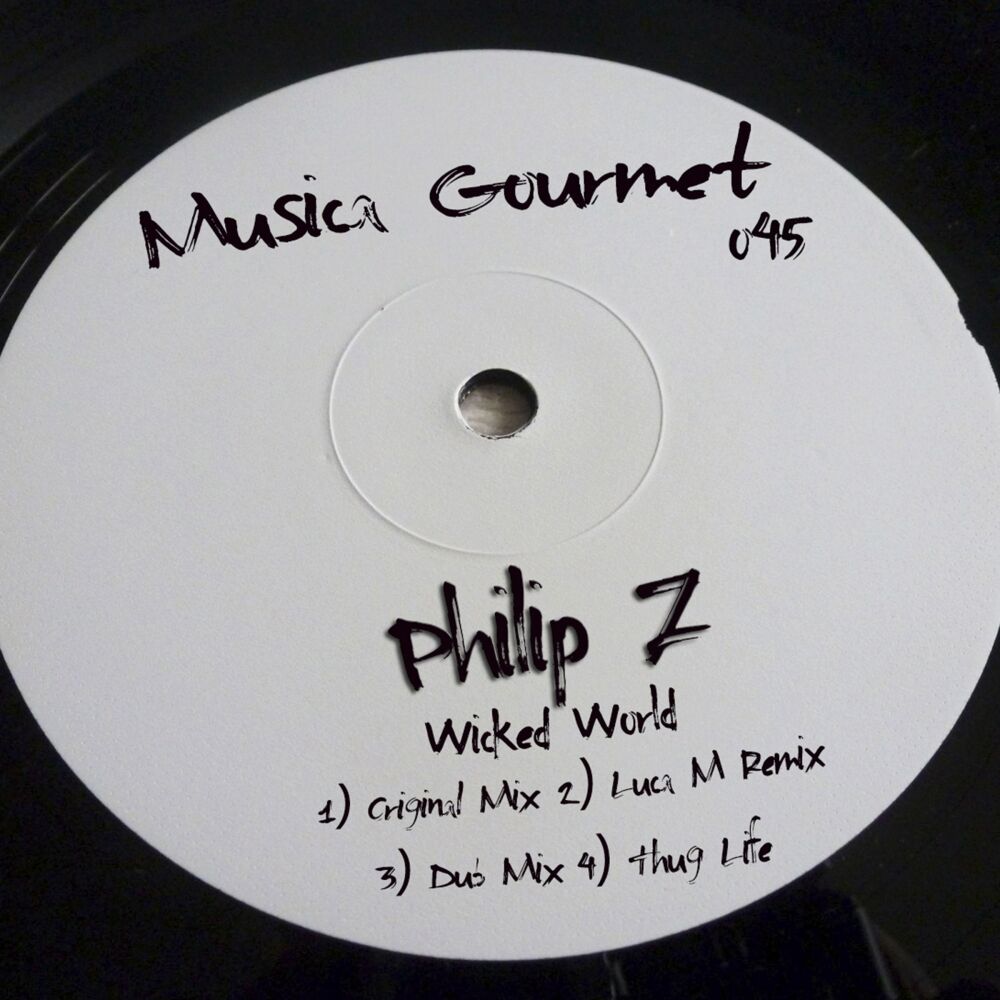 Musica Gourmet
045
Philip Z
Wicked World
1) Original Mix 2) Luca M Remix
3) Dub Mix 4) Thug Life